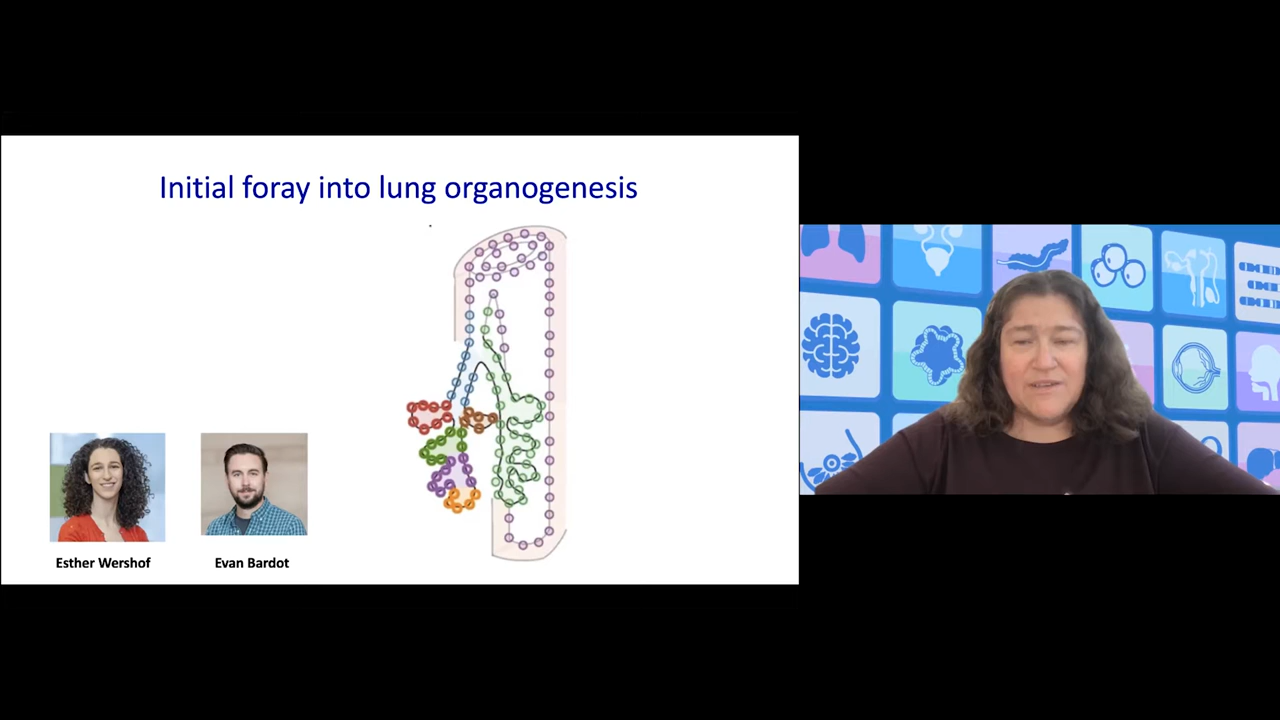 Initial foray into lung organogenesis
Esther Wershof
Evan Bardot